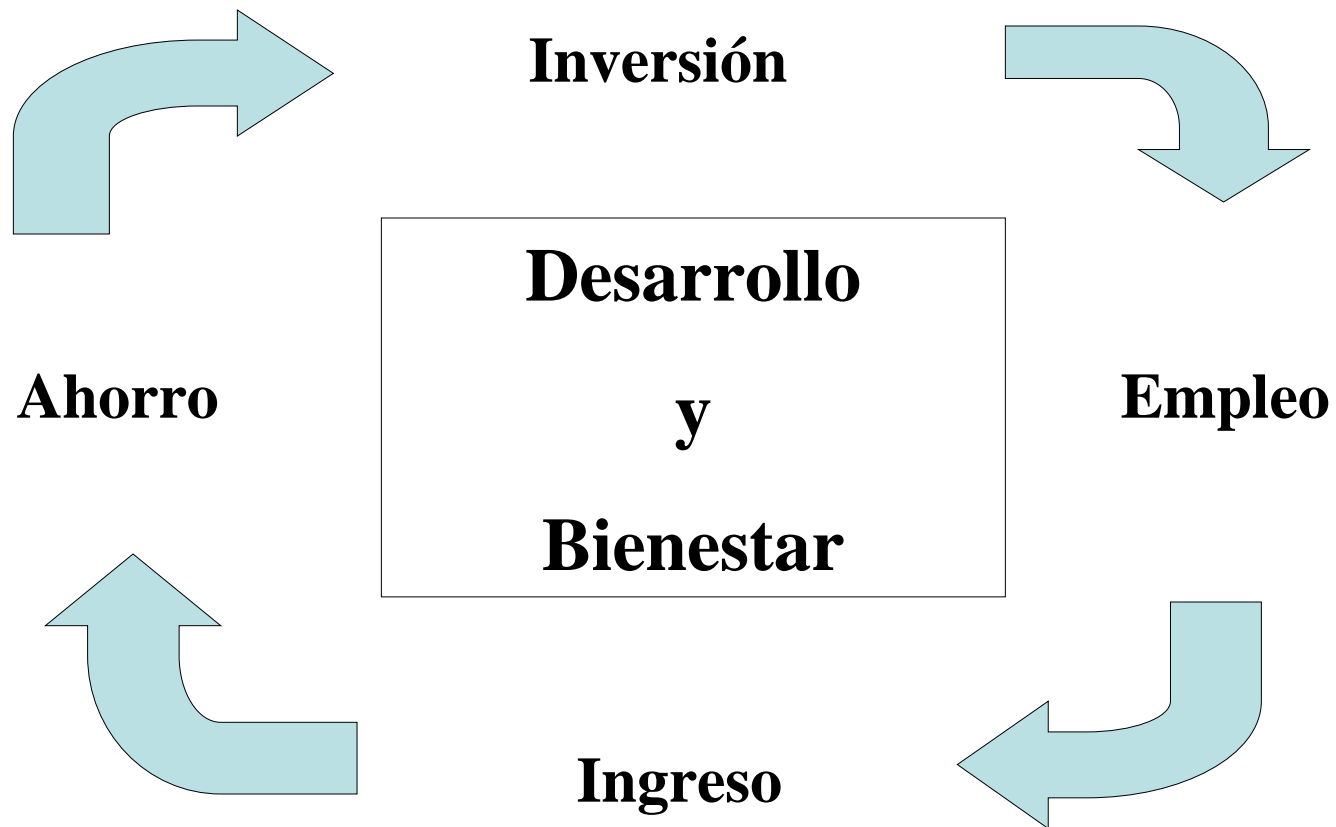 Inversión
Desarrollo
Ahorro
y
Empleo
Bienestar
Ingreso